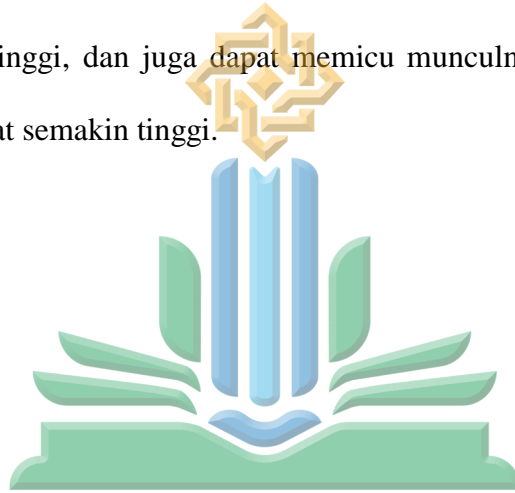 inggi, dan juga dapat memicu munculn
at semakin tinggi.